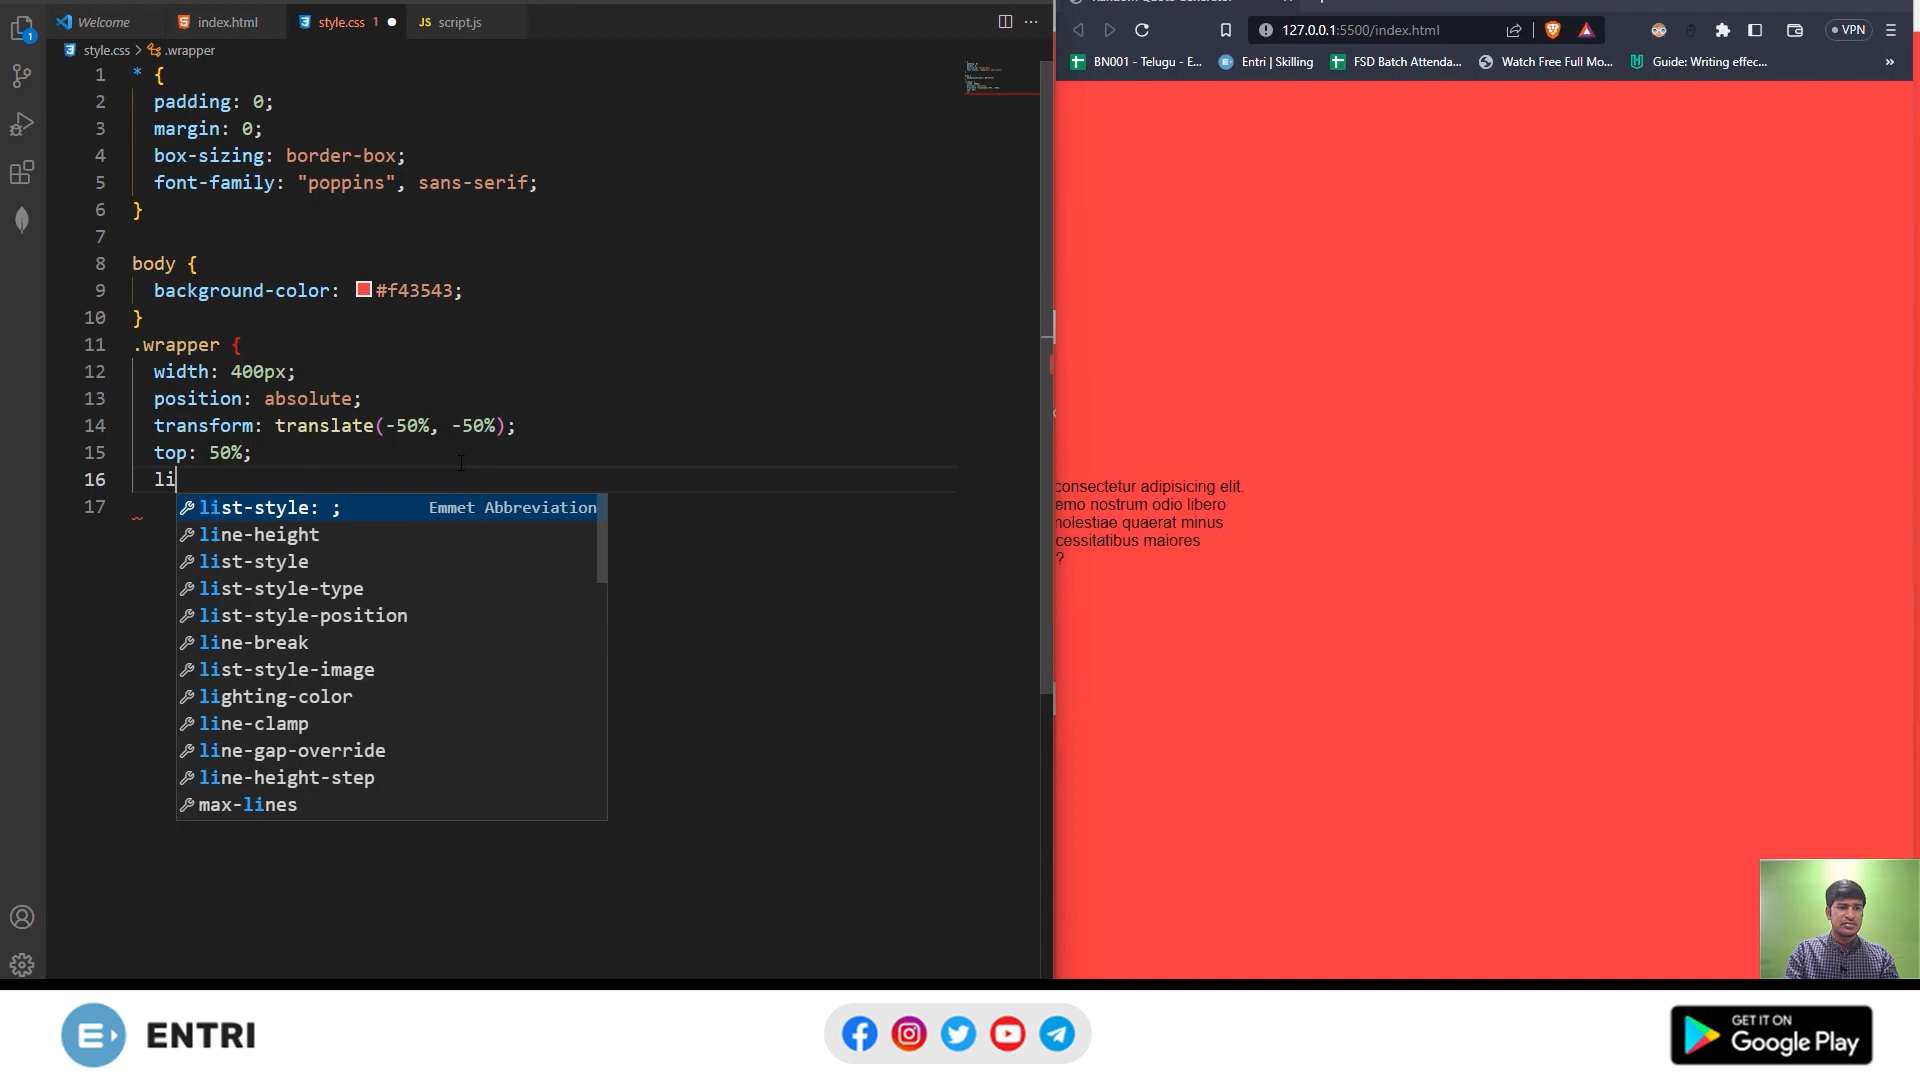 Welcome
index.html
style.css 1
JS script.js
style.css > .wrapper
1 * {
2 padding: 0;
3 margin: 0;
4 box-sizing: border-box;
5 font-family: "poppins", sans-serif;
6 }
7
8 body {
9 background-color: #f43543;
10 }
11 .wrapper {
12 width: 400px;
13 position: absolute;
14 transform: translate(-50%, -50%);
15 top: 50%;
16 li
17
list-style: ; Emmet Abbreviation
line-height
list-style
list-style-type
list-style-position
line-break
list-style-image
lighting-color
line-clamp
line-gap-override
line-height-step
max-lines
1
127.0.0.1:5500/index.html
VPN
BN001 - Telugu - E...
Entri | Skilling
FSD Batch Attenda...
Watch Free Full Mo...
Guide: Writing effec...
»
consectetur adipisicing elit.
emo nostrum odio libero
molestiae quaerat minus
cessitatibus maiores
?
E ENTRI
GET IT ON
Google Play